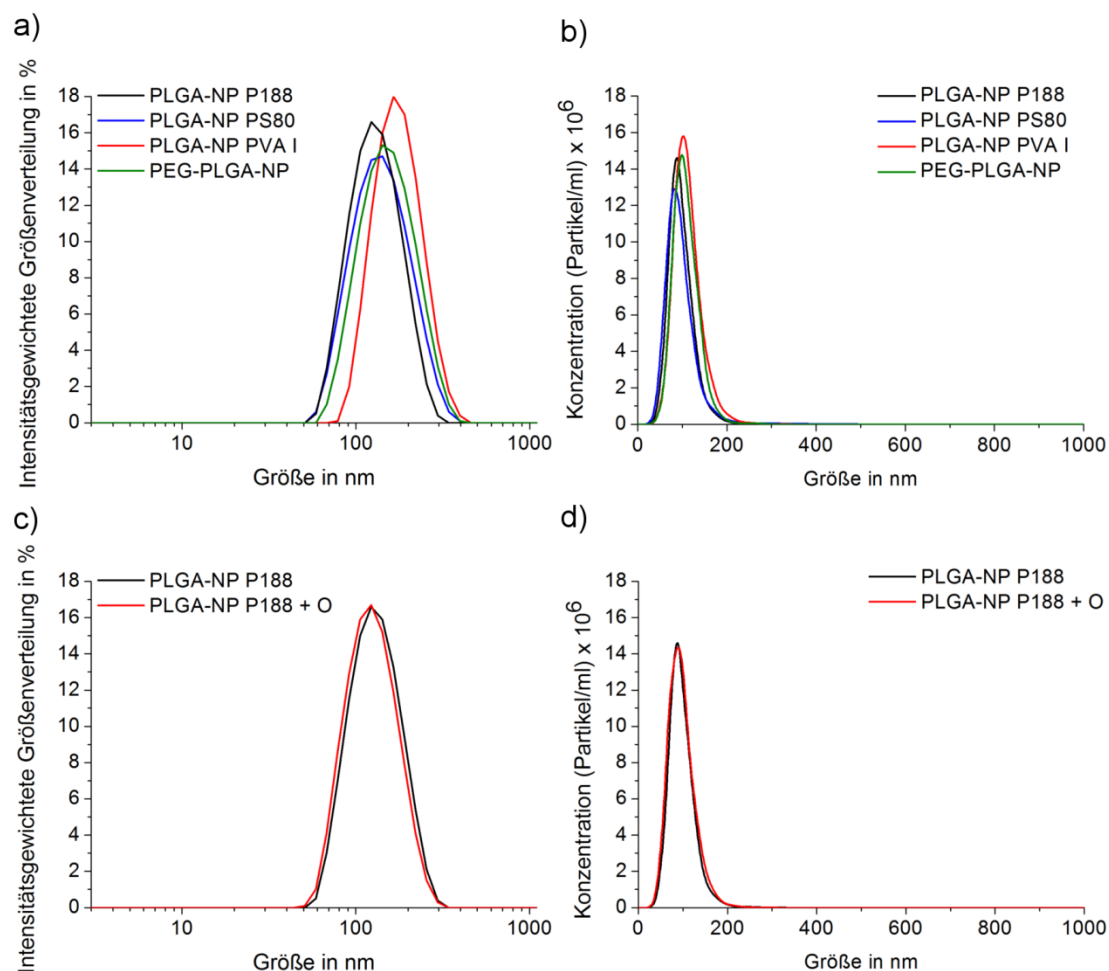 a)
Intensitätsgewichtete Größenverteilung in %
PLGA-NP P188
PLGA-NP PS80
PLGA-NP PVA I
PEG-PLGA-NP
18
16
14
12
10
8
6
4
2
0
10
100
1000
Größe in nm
b)
Konzentration (Partikel/ml) x 10⁶
PLGA-NP P188
PLGA-NP PS80
PLGA-NP PVA I
PEG-PLGA-NP
18
16
14
12
10
8
6
4
2
0
0
200
400
600
800
1000
Größe in nm
c)
Intensitätsgewichtete Größenverteilung in %
PLGA-NP P188
PLGA-NP P188 + O
18
16
14
12
10
8
6
4
2
0
10
100
1000
Größe in nm
d)
Konzentration (Partikel/ml) x 10⁶
PLGA-NP P188
PLGA-NP P188 + O
18
16
14
12
10
8
6
4
2
0
0
200
400
600
800
1000
Größe in nm